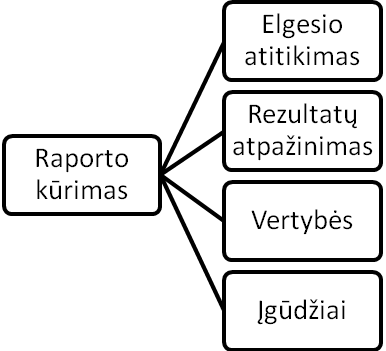 Elgesio
atitikimas
Rezultatų
atpažinimas
Raporto
kūrimas
Vertybės
Įgūdžiai